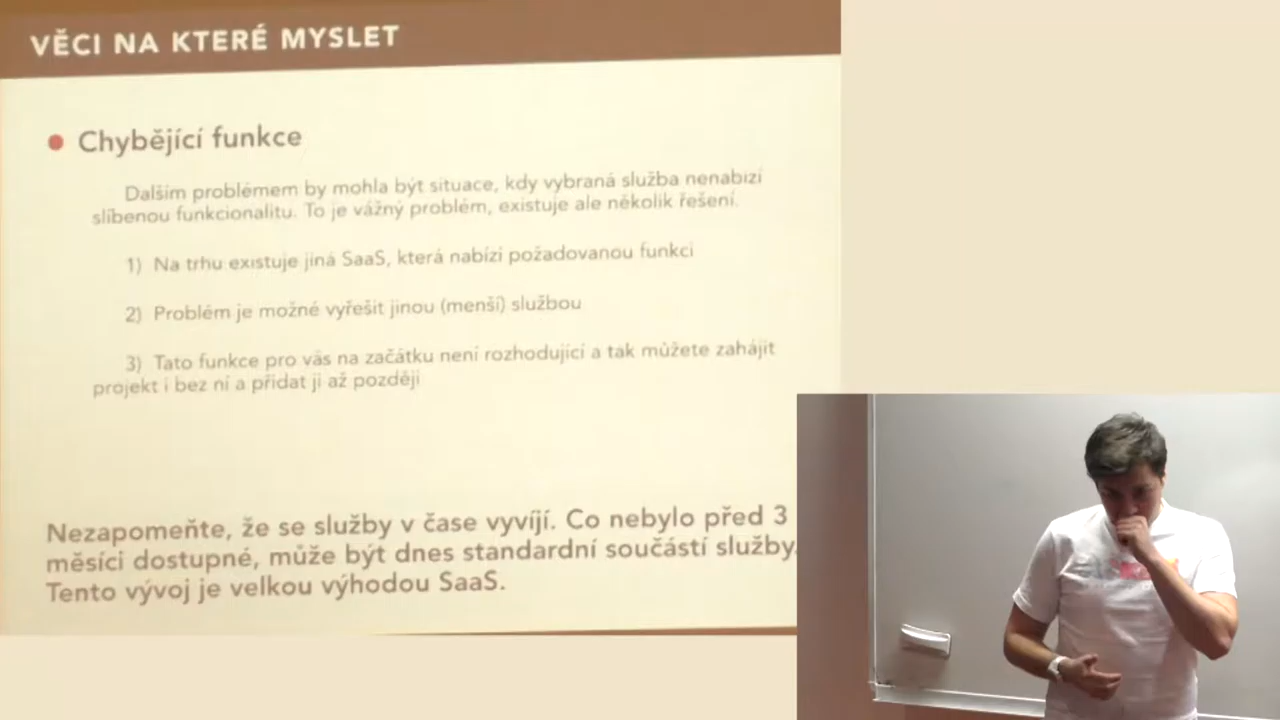 VĚCI NA KTERÉ MYSLET
Chybějící funkce
Dalším problémem by mohla být situace, kdy vybraná služba nenabízí
slíbenou funkcionalitu. To je vážný problém, existuje ale několik řešení.
1) Na trhu existuje jiná SaaS, která nabízí požadovanou funkci
2) Problém je možné vyřešit jinou (menší) službou
3) Tato funkce pro vás na začátku není rozhodující a tak můžete zahájit
projekt i bez ní a přidat ji až později
Nezapomeňte, že se služby v čase vyvíjí. Co nebylo před 3
měsíci dostupné, může být dnes standardní součástí služby.
Tento vývoj je velkou výhodou SaaS.